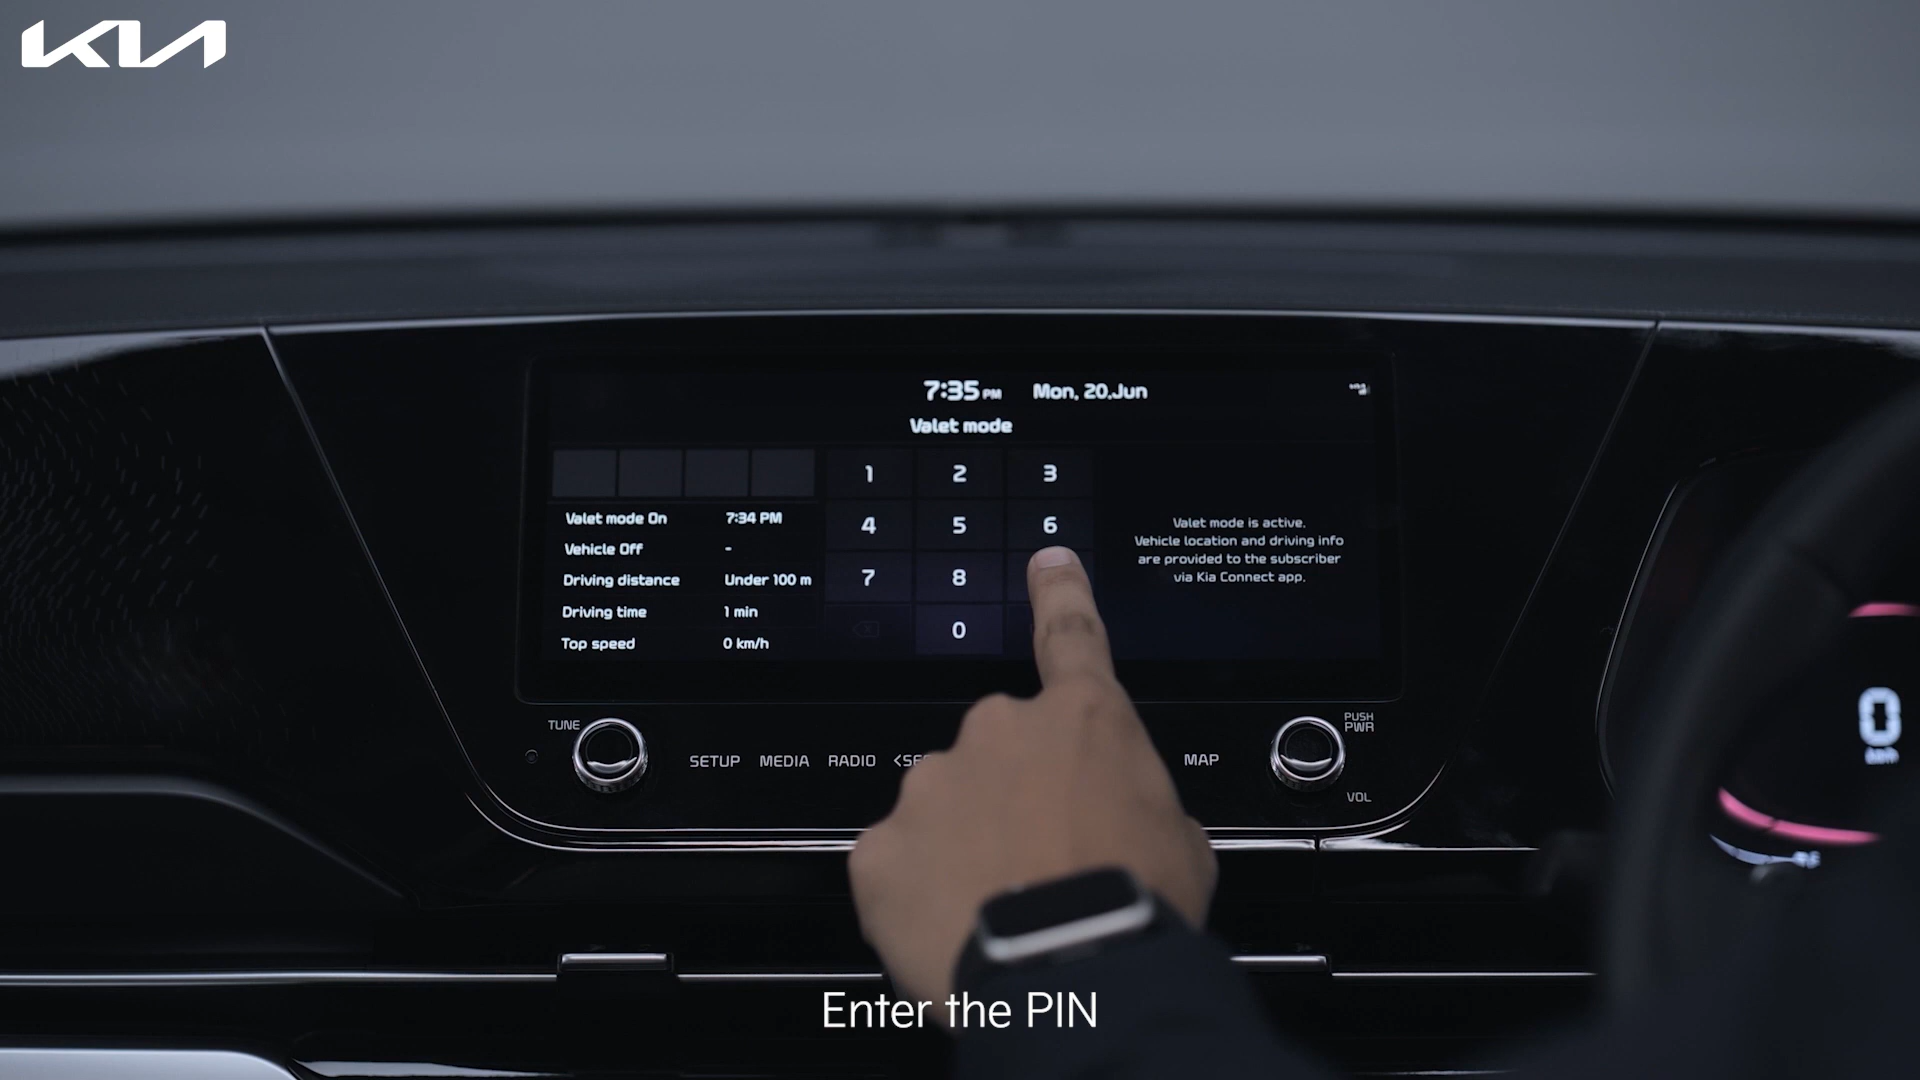 KIA
7:35 PM Mon, 20.Jun
Valet mode
1 2 3
4 5 6
7 8
0
Valet mode On 7:34 PM
Vehicle Off -
Driving distance Under 100 m
Driving time 1 min
Top speed 0 km/h
Valet mode is active.
Vehicle location and driving info
are provided to the subscriber
via Kia Connect app.
TUNE
SETUP MEDIA RADIO MAP
PUSH
PWR
VOL
0
km/h
Enter the PIN